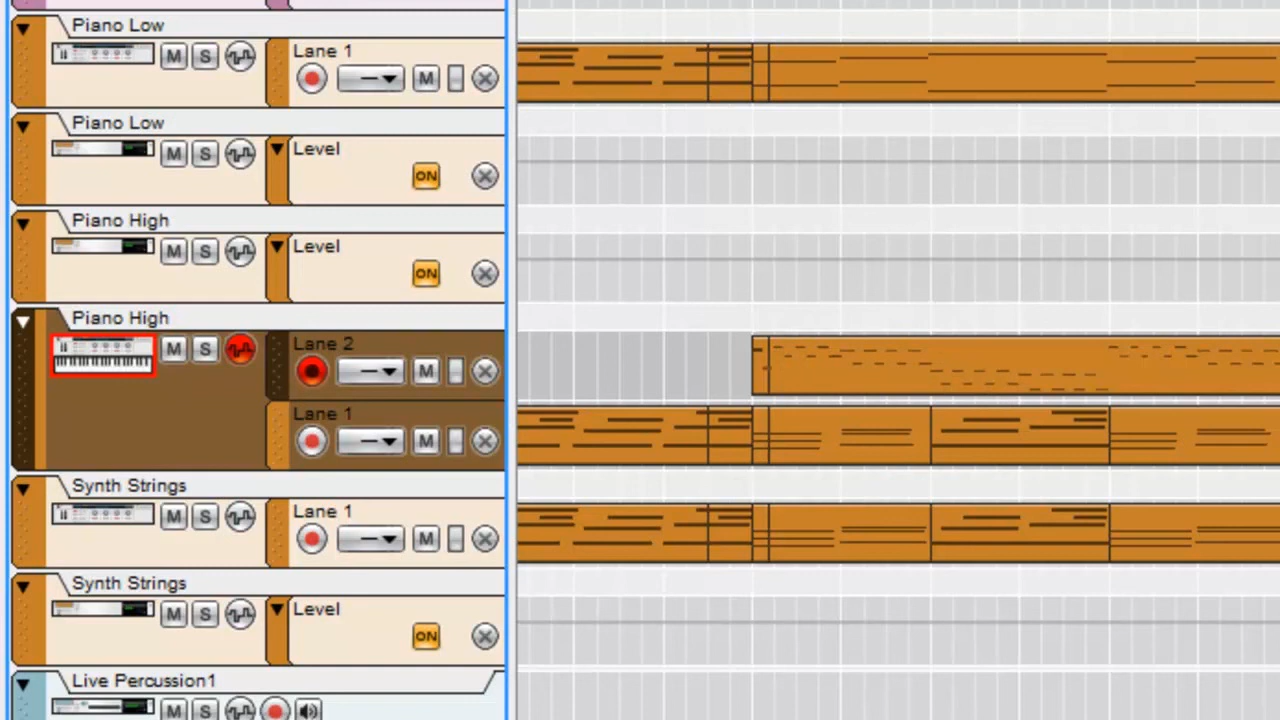 Piano Low
M S Lane 1
M
Piano Low
M S Level
ON
Piano High
M S Level
ON
Piano High
M S Lane 2
M
Lane 1
M
Synth Strings
M S Lane 1
M
Synth Strings
M S Level
ON
Live Percussion1
M S